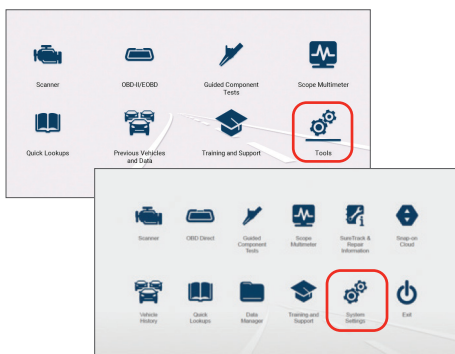 Scanner
OBD-II/EOBD
Guided Component
Tests
Scope Multimeter
Quick Lookups
Previous Vehicles
and Data
Training and Support
Tools
Scanner
OBD Direct
Guided
Component
Tests
Scope
Multimeter
SureTrack &
Repair
Information
Snap-on
Cloud
Vehicle
History
Quick
Lookups
Data
Manager
Training and
Support
System
Settings
Exit